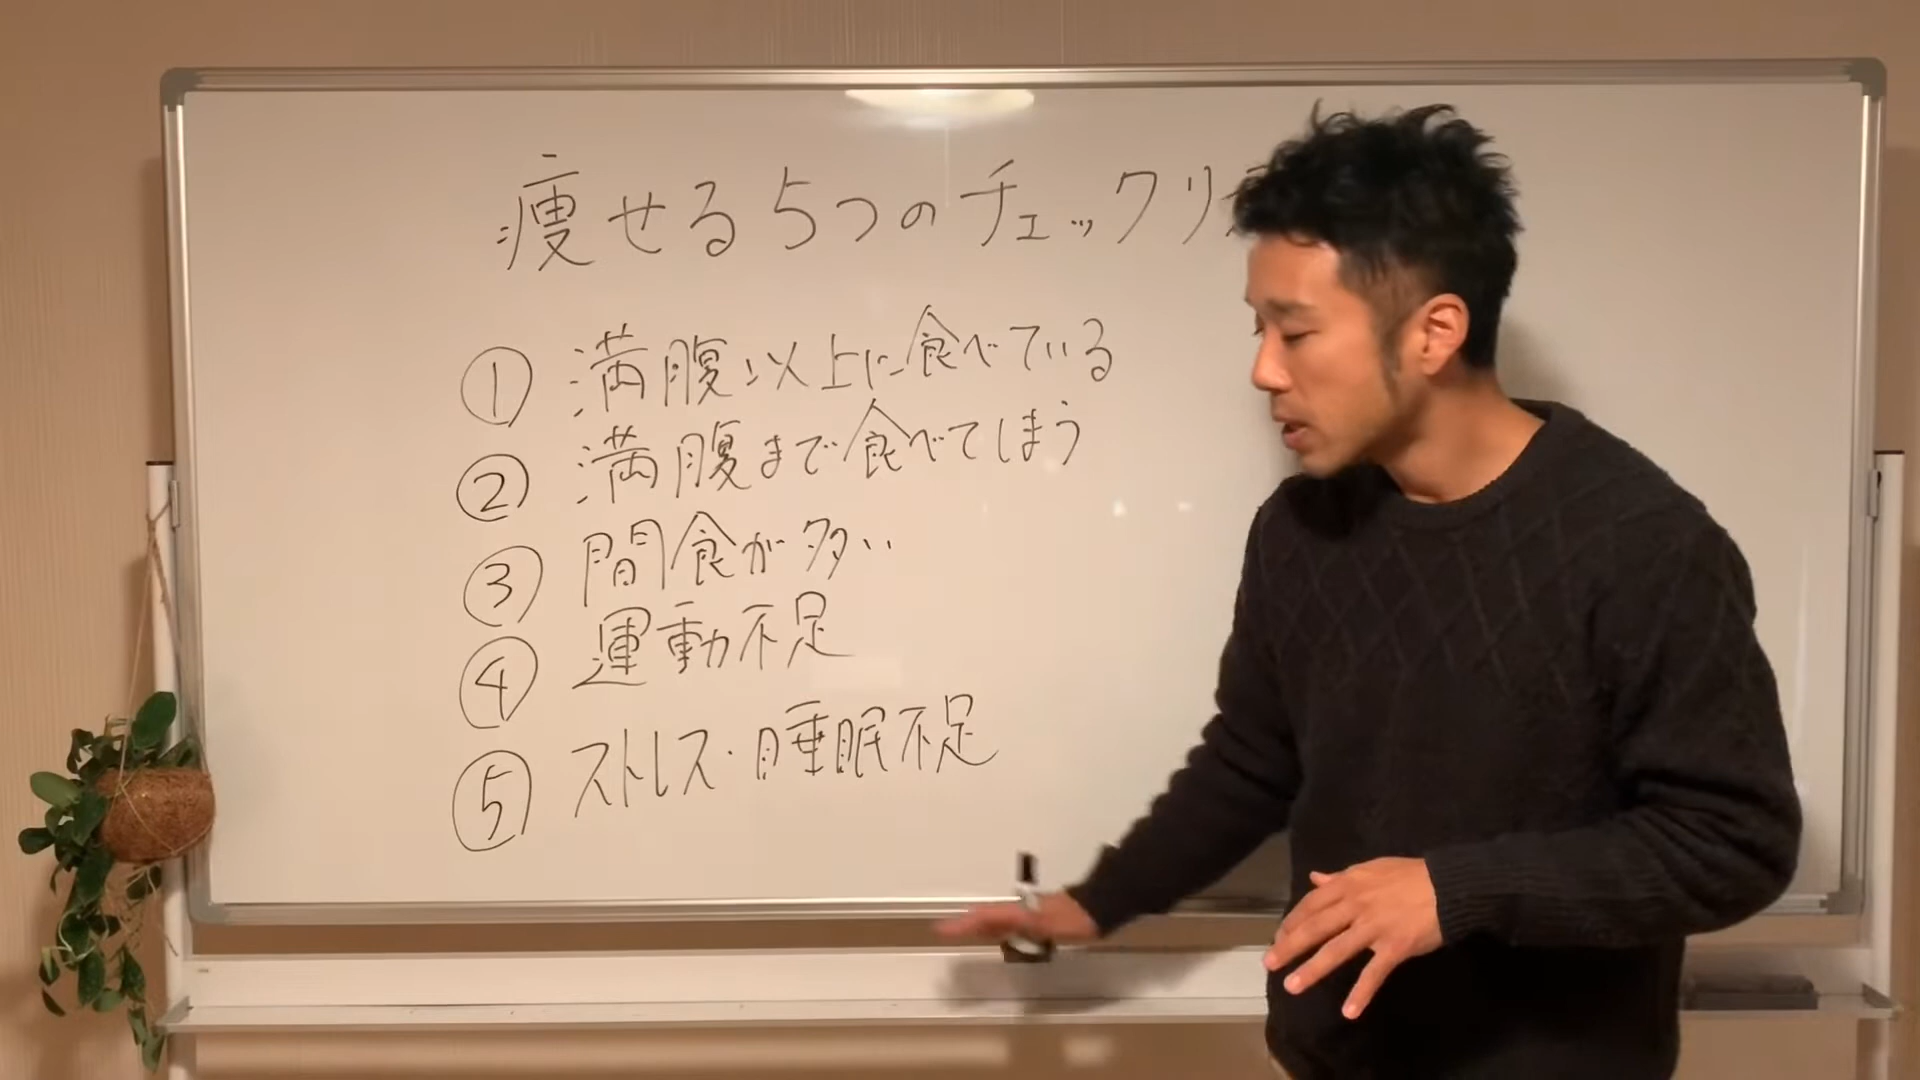 痩せる5つのチェックリ
① 満腹以上に食べている
② 満腹まで食べてしまう
③ 間食が多い
④ 運動不足
⑤ ストレス・睡眠不足